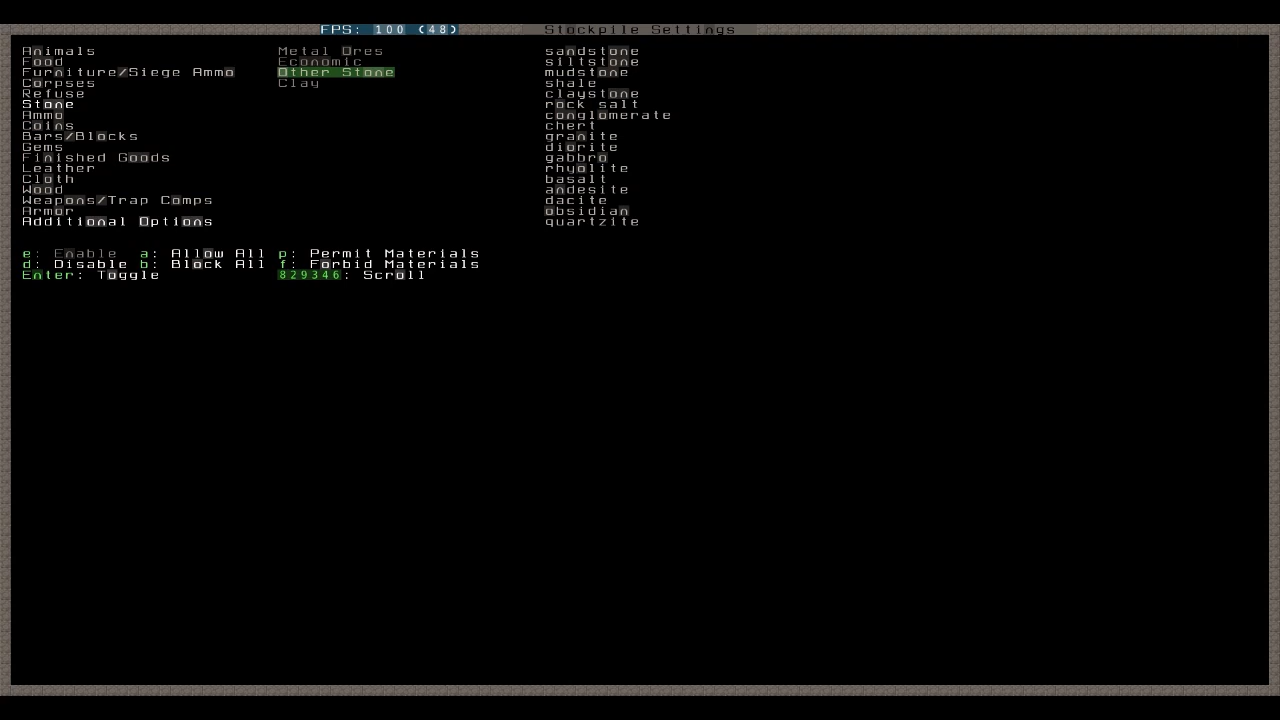 FPS: 100 (48) Stockpile Settings
Animals Metal Ores sandstone
Food Economic siltstone
Furniture/Siege Ammo Other Stone mudstone
Corpses Clay shale
Refuse claystone
Stone rock salt
Ammo conglomerate
Coins chert
Bars/Blocks granite
Gems diorite
Finished Goods gabbro
Leather rhyolite
Cloth basalt
Wood andesite
Weapons/Trap Comps dacite
Armor obsidian
Additional Options quartzite
e: Enable a: Allow All p: Permit Materials
d: Disable b: Block All f: Forbid Materials
Enter: Toggle 829346: Scroll